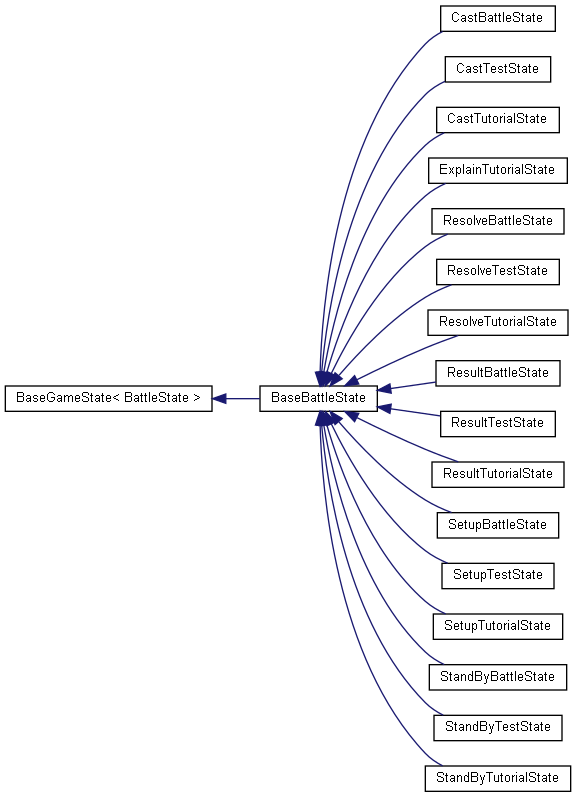 CastBattleState
CastTestState
CastTutorialState
ExplainTutorialState
ResolveBattleState
ResolveTestState
ResolveTutorialState
ResultBattleState
BaseGameState< BattleState >
BaseBattleState
ResultTestState
ResultTutorialState
SetupBattleState
SetupTestState
SetupTutorialState
StandByBattleState
StandByTestState
StandByTutorialState